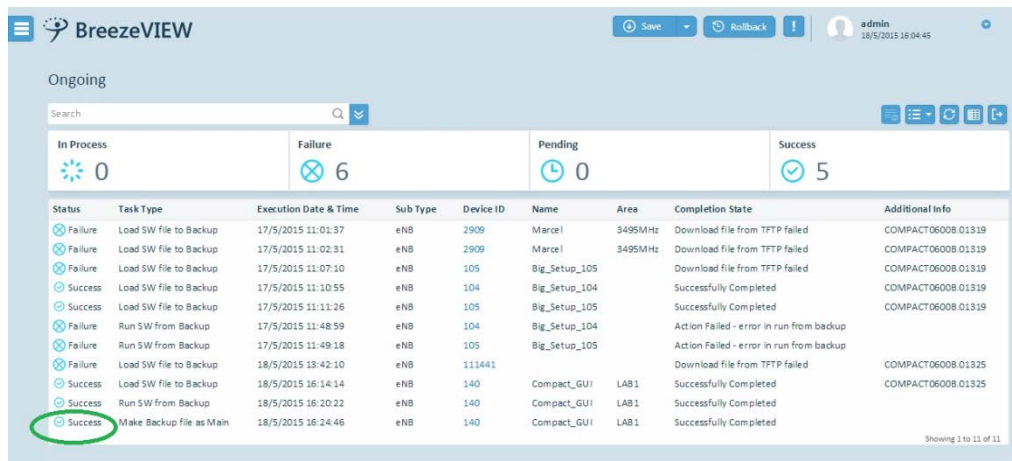 BreezeVIEW
Save
Rollback
!
admin
18/5/2015 16:04:45
Ongoing
Search
In Process Failure Pending Success
0 6 0 5
Status Task Type Execution Date & Time Sub Type Device ID Name Area Completion State Additional Info
Failure Load SW file to Backup 17/5/2015 11:01:37 eNB 2909 Marcel 3495MHz Download file from TFTP failed COMPACT0600B.01319
Failure Load SW file to Backup 17/5/2015 11:02:31 eNB 2909 Marcel 3495MHz Download file from TFTP failed COMPACT0600B.01319
Failure Load SW file to Backup 17/5/2015 11:07:10 eNB 105 Big_Setup_105 Download file from TFTP failed COMPACT0600B.01319
Success Load SW file to Backup 17/5/2015 11:10:55 eNB 104 Big_Setup_104 Successfully Completed COMPACT0600B.01319
Success Load SW file to Backup 17/5/2015 11:11:26 eNB 105 Big_Setup_105 Successfully Completed COMPACT0600B.01319
Failure Run SW from Backup 17/5/2015 11:48:59 eNB 104 Big_Setup_104 Action Failed - error in run from backup
Failure Run SW from Backup 17/5/2015 11:49:18 eNB 105 Big_Setup_105 Action Failed - error in run from backup
Failure Load SW file to Backup 18/5/2015 13:42:10 eNB 111441 Download file from TFTP failed COMPACT0600B.01325
Success Load SW file to Backup 18/5/2015 16:14:14 eNB 140 Compact_GUI LAB1 Successfully Completed COMPACT0600B.01325
Success Run SW from Backup 18/5/2015 16:20:22 eNB 140 Compact_GUI LAB1 Successfully Completed
Success Make Backup file as Main 18/5/2015 16:24:46 eNB 140 Compact_GUI LAB1 Successfully Completed
Showing 1 to 11 of 11